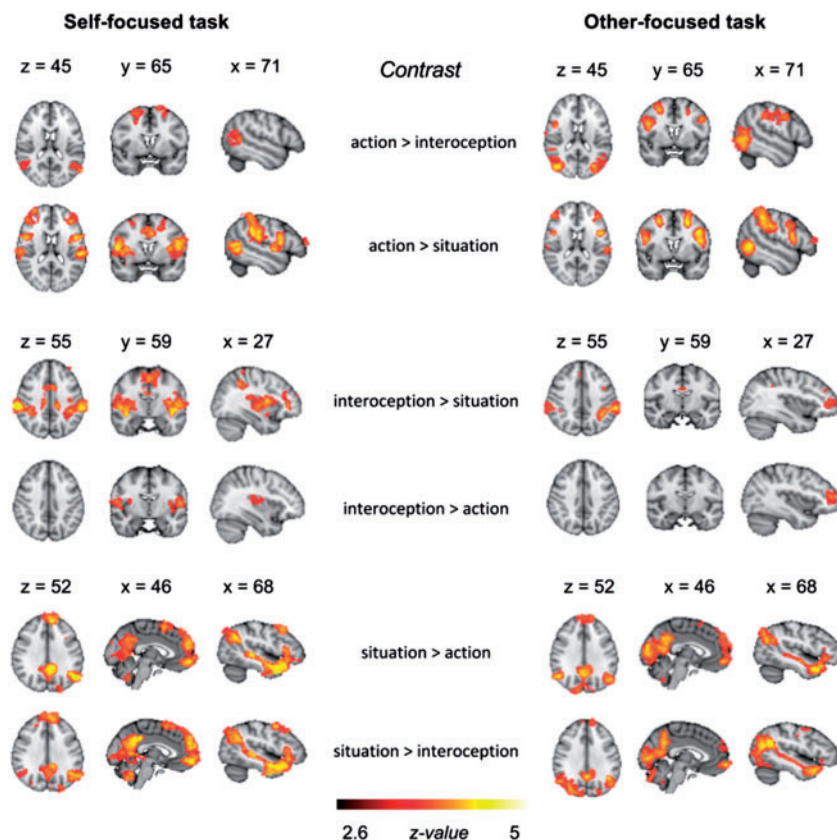 Self-focused task Other-focused task
z = 45 y = 65 x = 71 Contrast z = 45 y = 65 x = 71
action > interoception
action > situation
z = 55 y = 59 x = 27 z = 55 y = 59 x = 27
interoception > situation
interoception > action
z = 52 x = 46 x = 68 z = 52 x = 46 x = 68
situation > action
situation > interoception
2.6 z-value 5